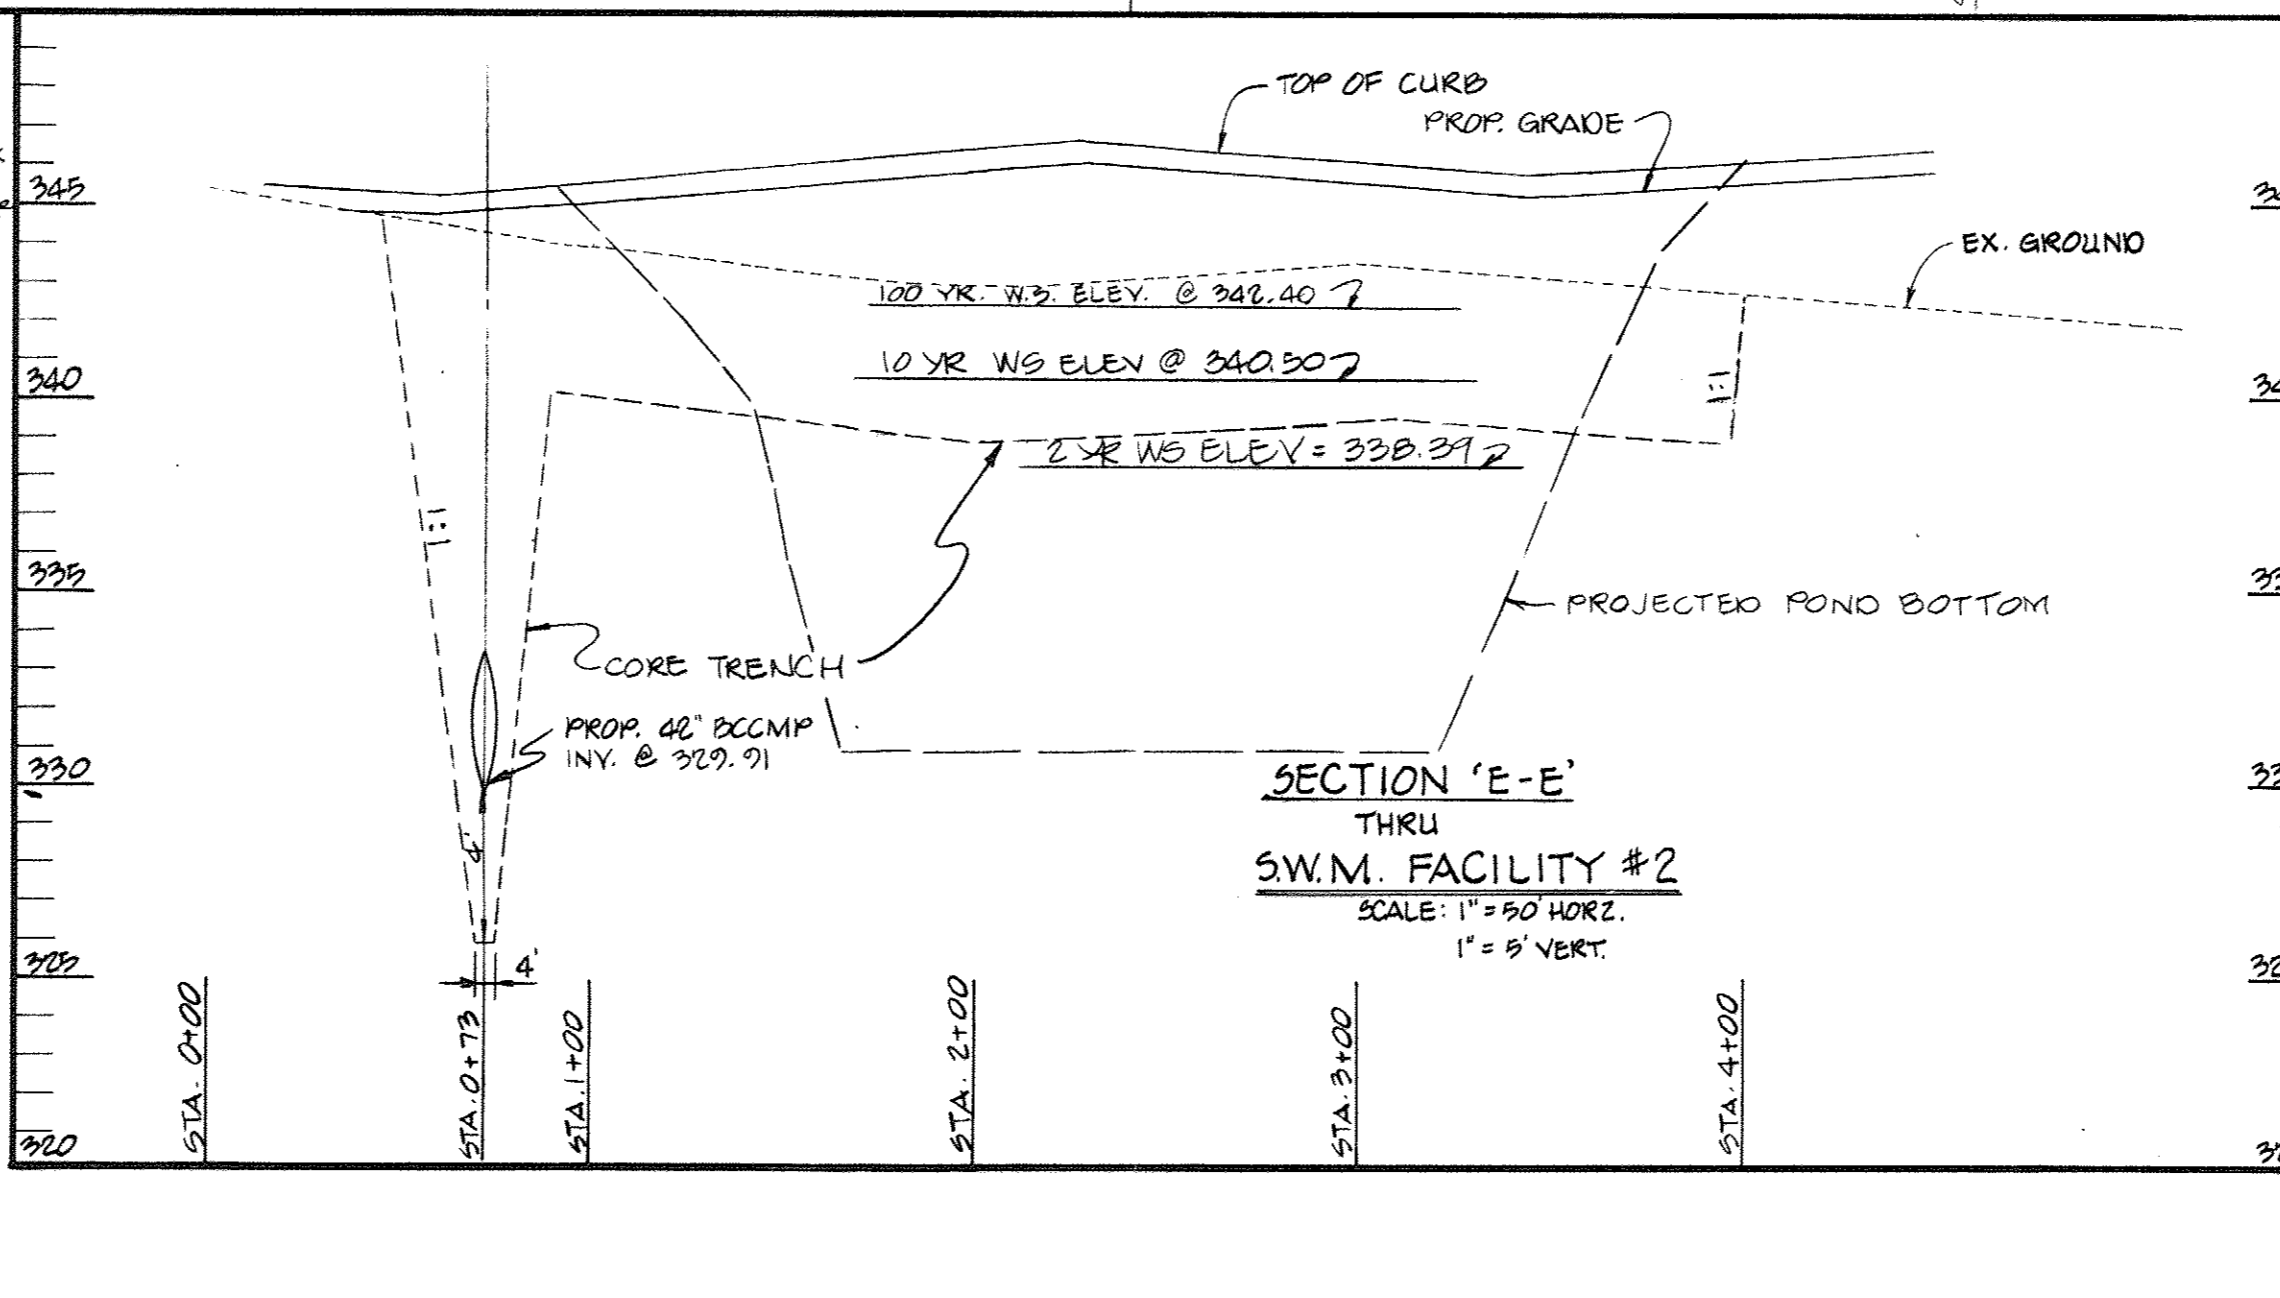 TOP OF CURB
PROP. GRADE
345
EX. GROUND
100 YR. W.S. ELEV. @ 342.40
10 YR WS ELEV @ 340.50
340
1:1
2 YR WS ELEV = 338.39
1:1
335
PROJECTED POND BOTTOM
CORE TRENCH
PROP. 42" BCCMP
INV. @ 329.91
330
SECTION 'E-E'
THRU
S.W.M. FACILITY #2
SCALE: 1" = 50' HORZ.
1" = 5' VERT.
4'
325
4'
STA. 0+00
STA. 0+73
STA. 1+00
STA. 2+00
STA. 3+00
STA. 4+00
320